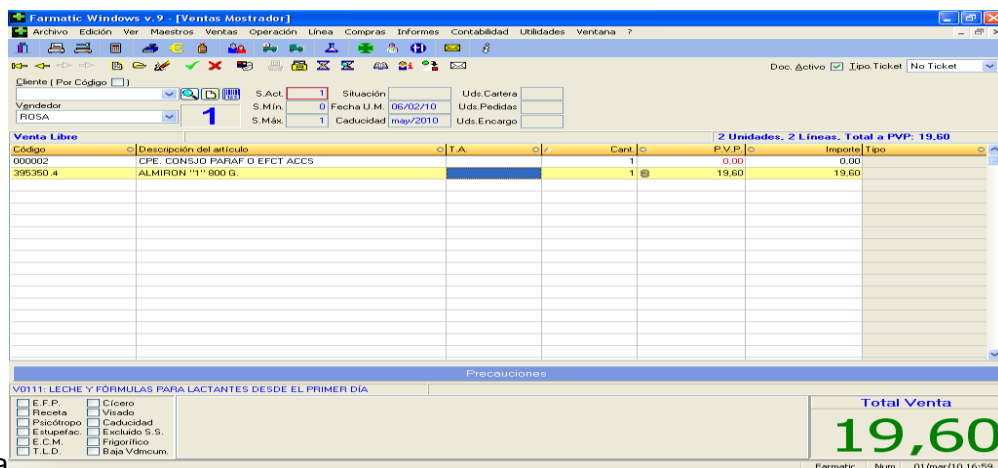 Farmatic Windows v.9 - [Ventas Mostrador]
Archivo Edición Ver Maestros Ventas Operación Línea Compras Informes Contabilidad Utilidades Ventana ?
Doc. Activo Tipo.Ticket No Ticket
Cliente ( Por Código )
S.Act. 1 Situación Uds.Cartera
Vendedor S.Mín. 0 Fecha U.M. 06/02/10 Uds.Pedidas
ROSA 1 S.Máx. 1 Caducidad may/2010 Uds.Encargo
Venta Libre 2 Unidades, 2 Líneas, Total a PVP: 19,60
Código Descripción del artículo T.A. Cant. P.V.P. Importe Tipo
000002 CPE. CONSJO PARAF O EFCT ACCS 1 0,00 0,00
395350.4 ALMIRON "1" 800 G. 1 19,60 19,60
Precauciones
V0111: LECHE Y FÓRMULAS PARA LACTANTES DESDE EL PRIMER DÍA
E.F.P. Cícero
Receta Visado
Psicótropo Caducidad
Estupefac. Excluido S.S.
E.C.M. Frigorífico
T.L.D. Baja Vdmcum.
Total Venta
19,60
a
Farmatic Num 01/mar/10 16:59